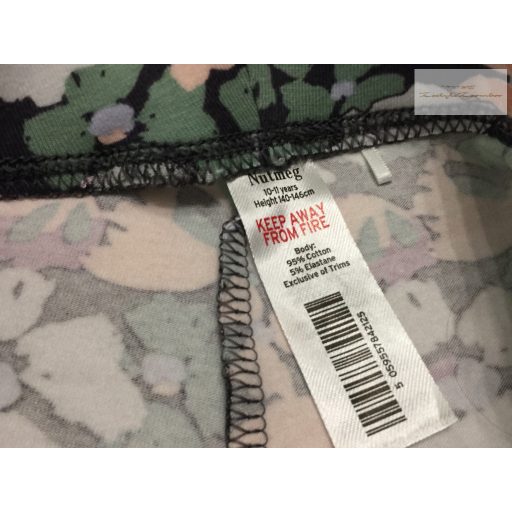 Nutmeg
10-11 years
Height 140-146cm
KEEP AWAY
FROM FIRE
Body:
95% Cotton
5% Elastane
Exclusive of Trims
5 059557 842125